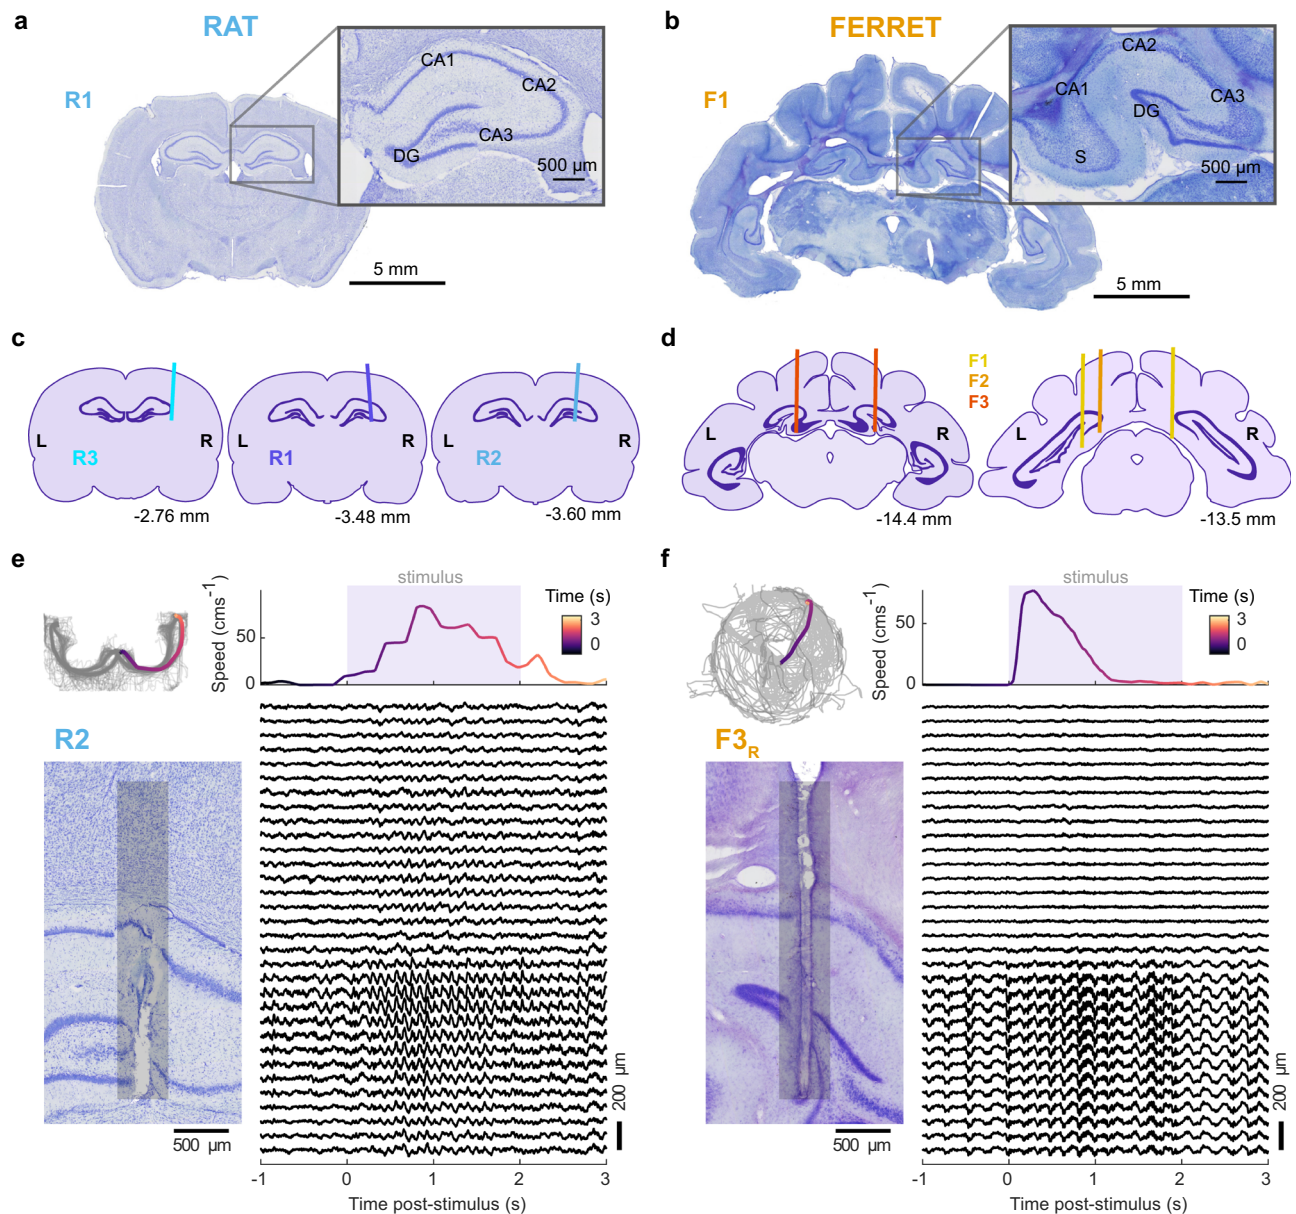 a
RAT
R1
CA1
CA2
CA3
DG
500 µm
5 mm
b
FERRET
F1
CA2
CA1
CA3
DG
S
500 µm
5 mm
c
L
R
R3
R1
R2
-2.76 mm
-3.48 mm
-3.60 mm
d
F1
F2
F3
L
R
L
R
-14.4 mm
-13.5 mm
e
stimulus
Speed (cms⁻¹)
50
0
Time (s)
3
0
R2
500 µm
200 µm
-1
0
1
2
3
Time post-stimulus (s)
f
stimulus
Speed (cms⁻¹)
50
0
Time (s)
3
0
F3R
500 µm
200 µm
-1
0
1
2
3
Time post-stimulus (s)